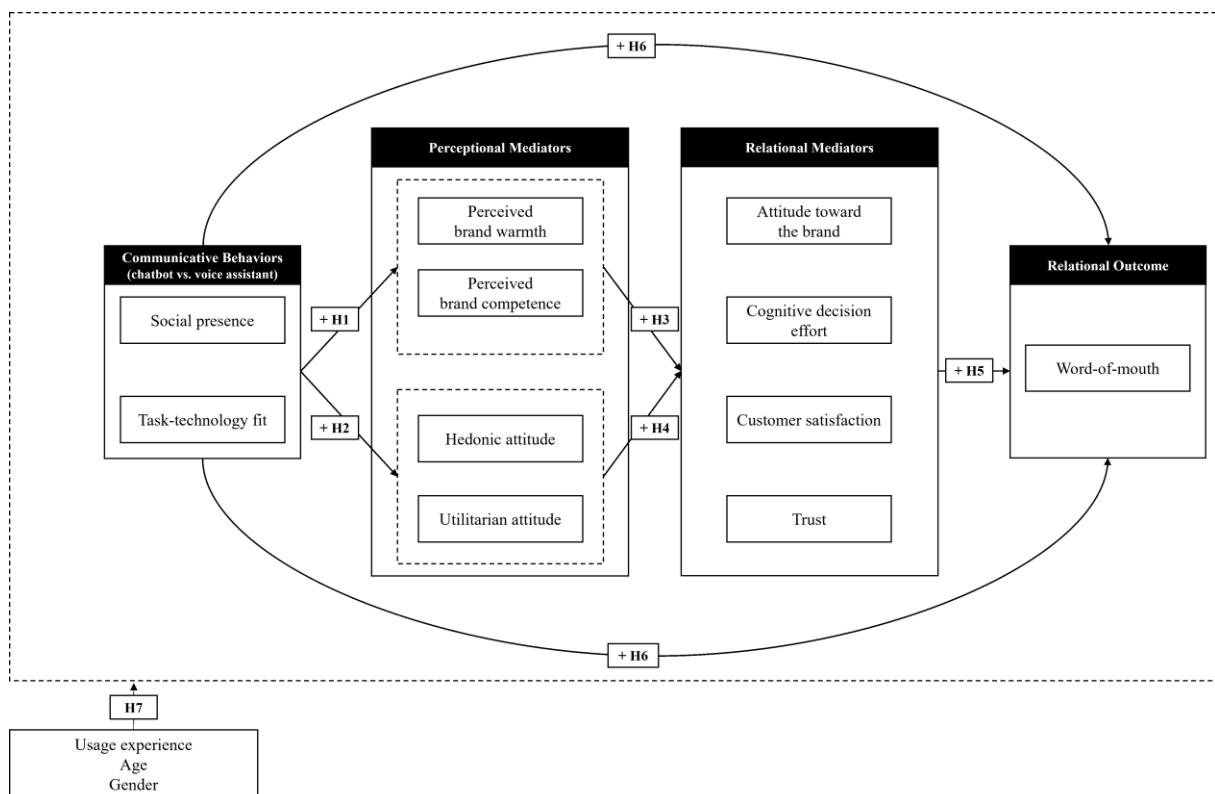 + H6
Perceptional Mediators
Relational Mediators
Perceived
brand warmth
Attitude toward
the brand
Communicative Behaviors
(chatbot vs. voice assistant)
Relational Outcome
Perceived
brand competence
Social presence
+ H1
+ H3
Cognitive decision
effort
Word-of-mouth
+ H5
Task-technology fit
+ H2
Hedonic attitude
+ H4
Customer satisfaction
Utilitarian attitude
Trust
+ H6
H7
Usage experience
Age
Gender